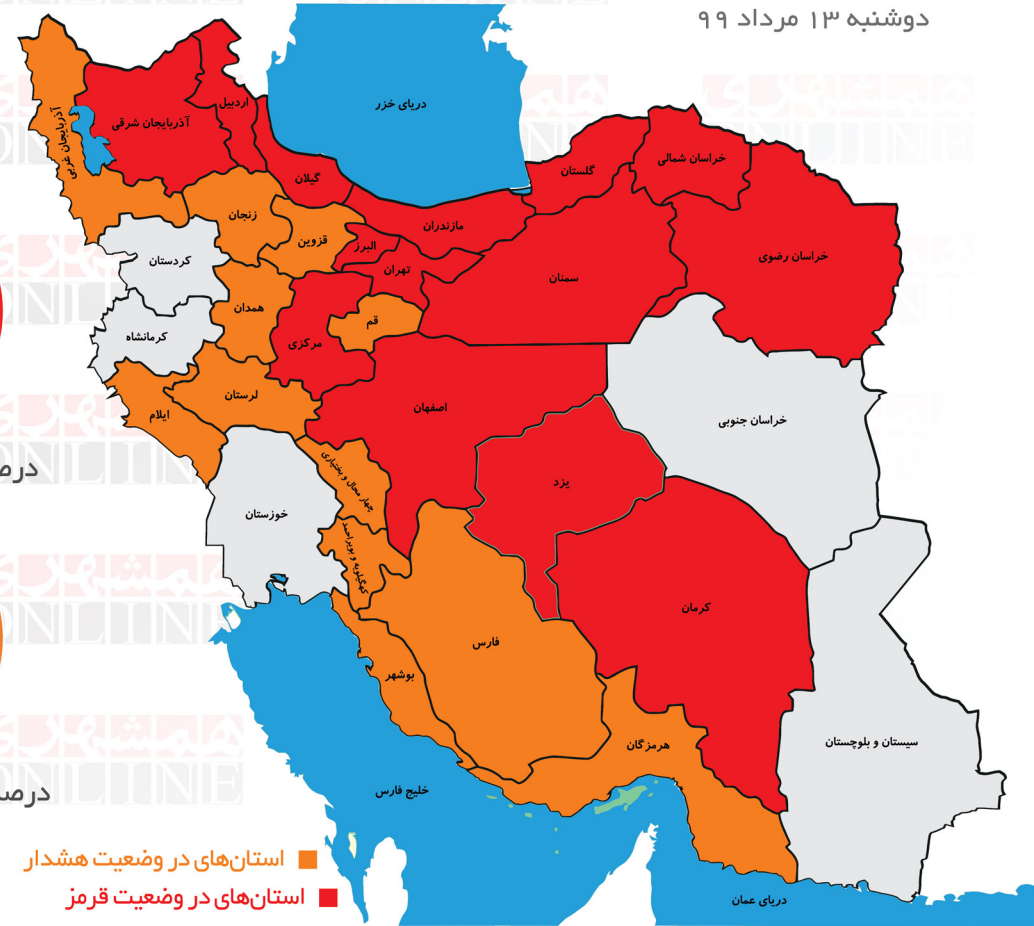 دوشنبه ۱۳ مرداد ۹۹
دریای خزر
اردبیل
آذربایجان شرقی
آذربایجان غربی
گیلان
گلستان
خراسان شمالی
زنجان
مازندران
قزوین
البرز
خراسان رضوی
کردستان
تهران
سمنان
همدان
قم
کرمانشاه
مرکزی
لرستان
اصفهان
ایلام
خراسان جنوبی
چهار محال و بختیاری
یزد
خوزستان
کهگیلویه و بویراحمد
کرمان
فارس
بوشهر
هرمزگان
سیستان و بلوچستان
خلیج فارس
دریای عمان
استان‌های در وضعیت هشدار
استان‌های در وضعیت قرمز
همشهری
ONLINE